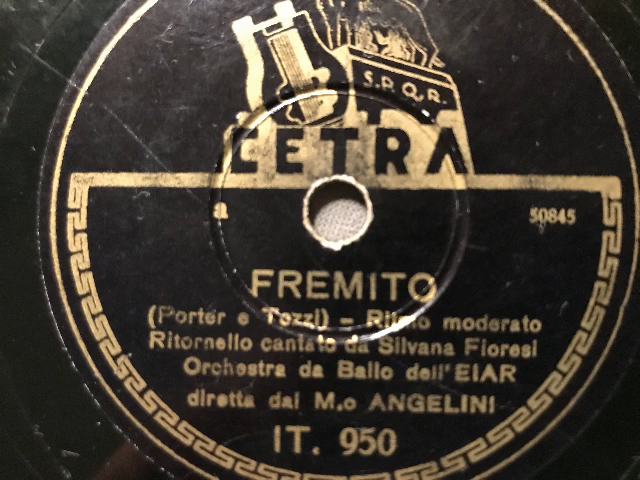 S.P.Q.R.
CETRA
a
50845
FREMITO
(Porter e Tozzi) - Ritmo moderato
Ritornello cantato da Silvana Fioresi
Orchestra da Ballo dell'EIAR
diretta dal M.o ANGELINI
IT. 950